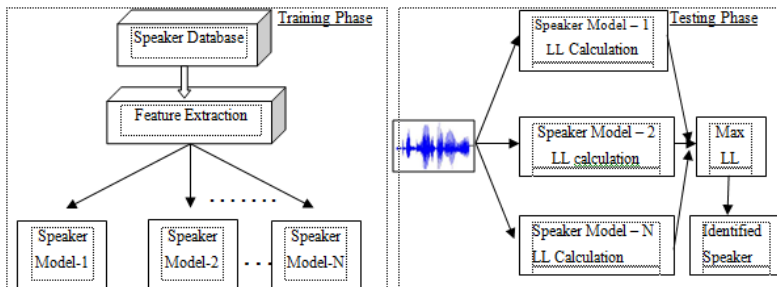 Training Phase
Speaker Database
Feature Extraction
. . . . . . .
Speaker
Model-1
Speaker
Model-2
. . .
Speaker
Model-N
Testing Phase
Speaker Model – 1
LL Calculation
Speaker Model – 2
LL calculation
Speaker Model – N
LL Calculation
Max
LL
Identified
Speaker